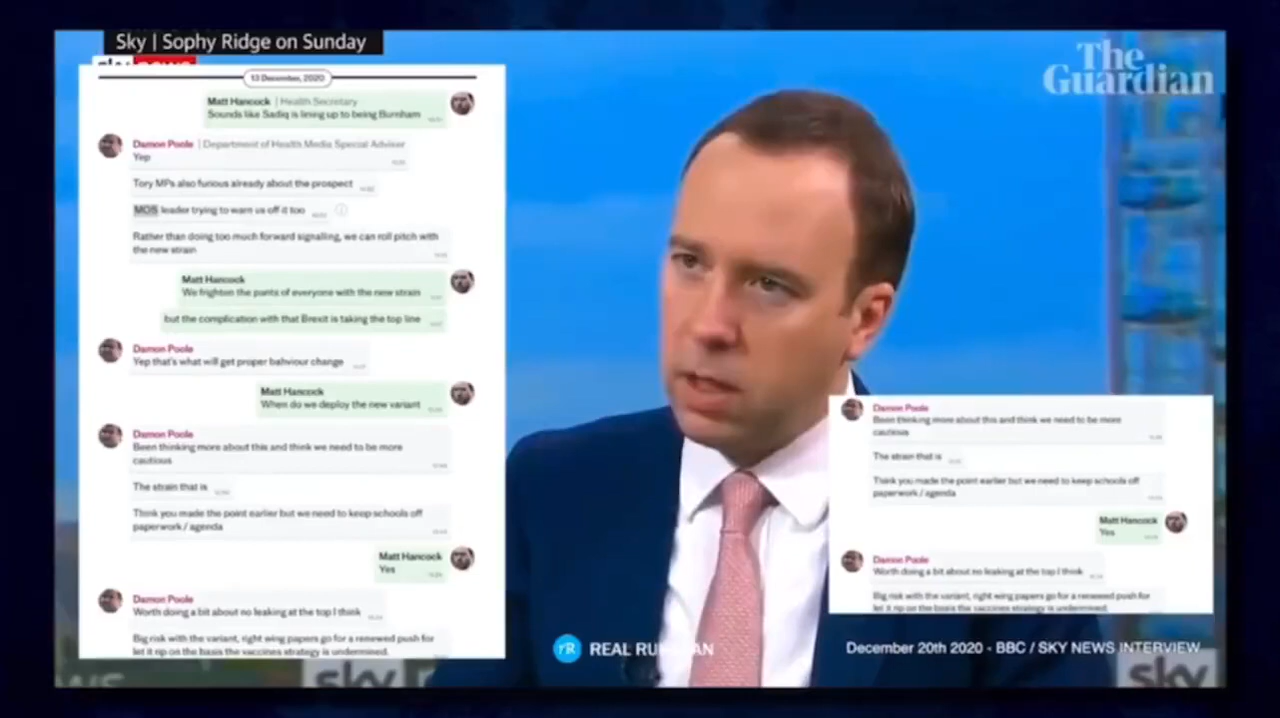 Sky | Sophy Ridge on Sunday
The
Guardian
13 December, 2020
Matt Hancock | Health Secretary
Sounds like Sadiq is lining up to being Burnham
Damon Poole | Department of Health Media Special Adviser
Yep
Tory MPs also furious already about the prospect
MOS leader trying to warn us off it too
Rather than doing too much forward signalling, we can roll pitch with
the new strain
Matt Hancock
We frighten the pants of everyone with the new strain
but the complication with that Brexit is taking the top line
Damon Poole
Yep that's what will get proper bahviour change
Matt Hancock
When do we deploy the new variant
Damon Poole
Been thinking more about this and think we need to be more
cautious
The strain that is
Think you made the point earlier but we need to keep schools off
paperwork / agenda
Matt Hancock
Yes
Damon Poole
Worth doing a bit about no leaking at the top I think
Big risk with the variant, right wing papers go for a renewed push for
let it rip on the basis the vaccines strategy is undermined.
Damon Poole
Been thinking more about this and think we need to be more
cautious
The strain that is
Think you made the point earlier but we need to keep schools off
paperwork / agenda
Matt Hancock
Yes
Damon Poole
Worth doing a bit about no leaking at the top I think
Big risk with the variant, right wing papers go for a renewed push for
let it rip on the basis the vaccines strategy is undermined.
REAL
December 20th 2020 - BBC / SKY NEWS INTERVIEW
sky
sky